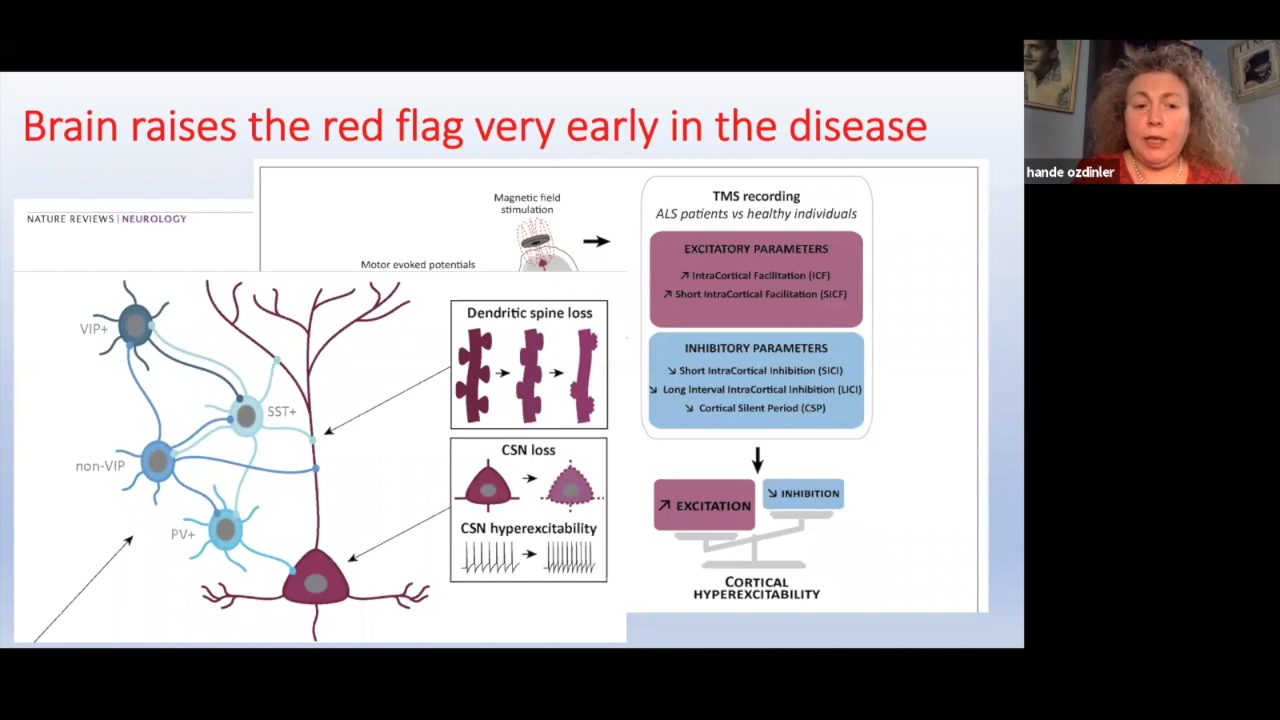 Brain raises the red flag very early in the disease
hande ozdinler
NATURE REVIEWS | NEUROLOGY
Magnetic field
stimulation
Motor evoked potentials
TMS recording
ALS patients vs healthy individuals
EXCITATORY PARAMETERS
↗ IntraCortical Facilitation (ICF)
↗ Short IntraCortical Facilitation (SICF)
INHIBITORY PARAMETERS
↘ Short IntraCortical Inhibition (SICI)
↘ Long Interval IntraCortical Inhibition (LICI)
↘ Cortical Silent Period (CSP)
↗ EXCITATION
↘ INHIBITION
CORTICAL
HYPEREXCITABILITY
VIP+
SST+
non-VIP
PV+
Dendritic spine loss
CSN loss
CSN hyperexcitability